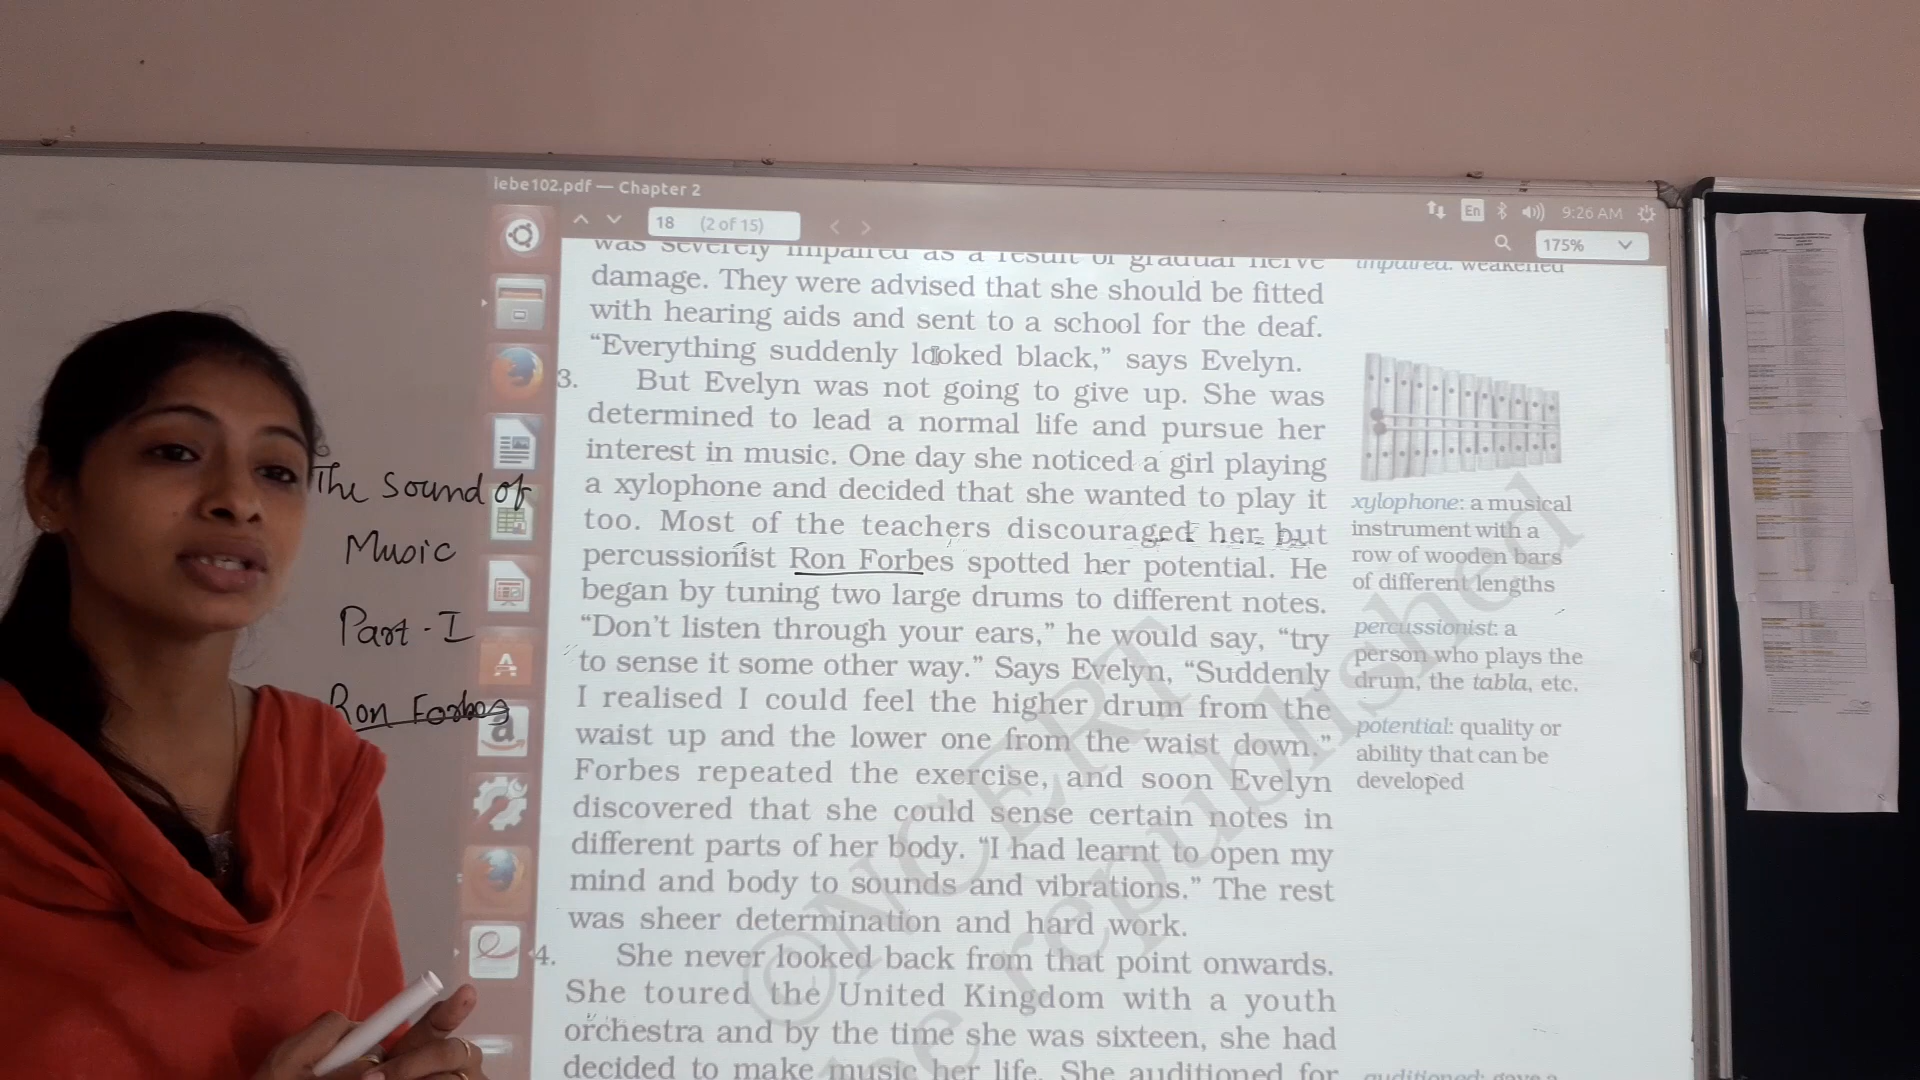 iebe102.pdf — Chapter 2
18 (2 of 15)
En
9:26 AM
175%
was severely impaired as a result of gradual nerve
damage. They were advised that she should be fitted
with hearing aids and sent to a school for the deaf.
“Everything suddenly looked black,” says Evelyn.
3. But Evelyn was not going to give up. She was
determined to lead a normal life and pursue her
interest in music. One day she noticed a girl playing
a xylophone and decided that she wanted to play it
too. Most of the teachers discouraged her but
percussionist Ron Forbes spotted her potential. He
began by tuning two large drums to different notes.
“Don’t listen through your ears,” he would say, “try
to sense it some other way.” Says Evelyn, “Suddenly
I realised I could feel the higher drum from the
waist up and the lower one from the waist down.”
Forbes repeated the exercise, and soon Evelyn
discovered that she could sense certain notes in
different parts of her body. “I had learnt to open my
mind and body to sounds and vibrations.” The rest
was sheer determination and hard work.
4. She never looked back from that point onwards.
She toured the United Kingdom with a youth
orchestra and by the time she was sixteen, she had
decided to make music her life. She auditioned for
impaired: weakened
xylophone: a musical
instrument with a
row of wooden bars
of different lengths
percussionist: a
person who plays the
drum, the tabla, etc.
potential: quality or
ability that can be
developed
auditioned: gave a
©NCERT
be republished
The Sound of
Music
Part - I
Ron Forbes